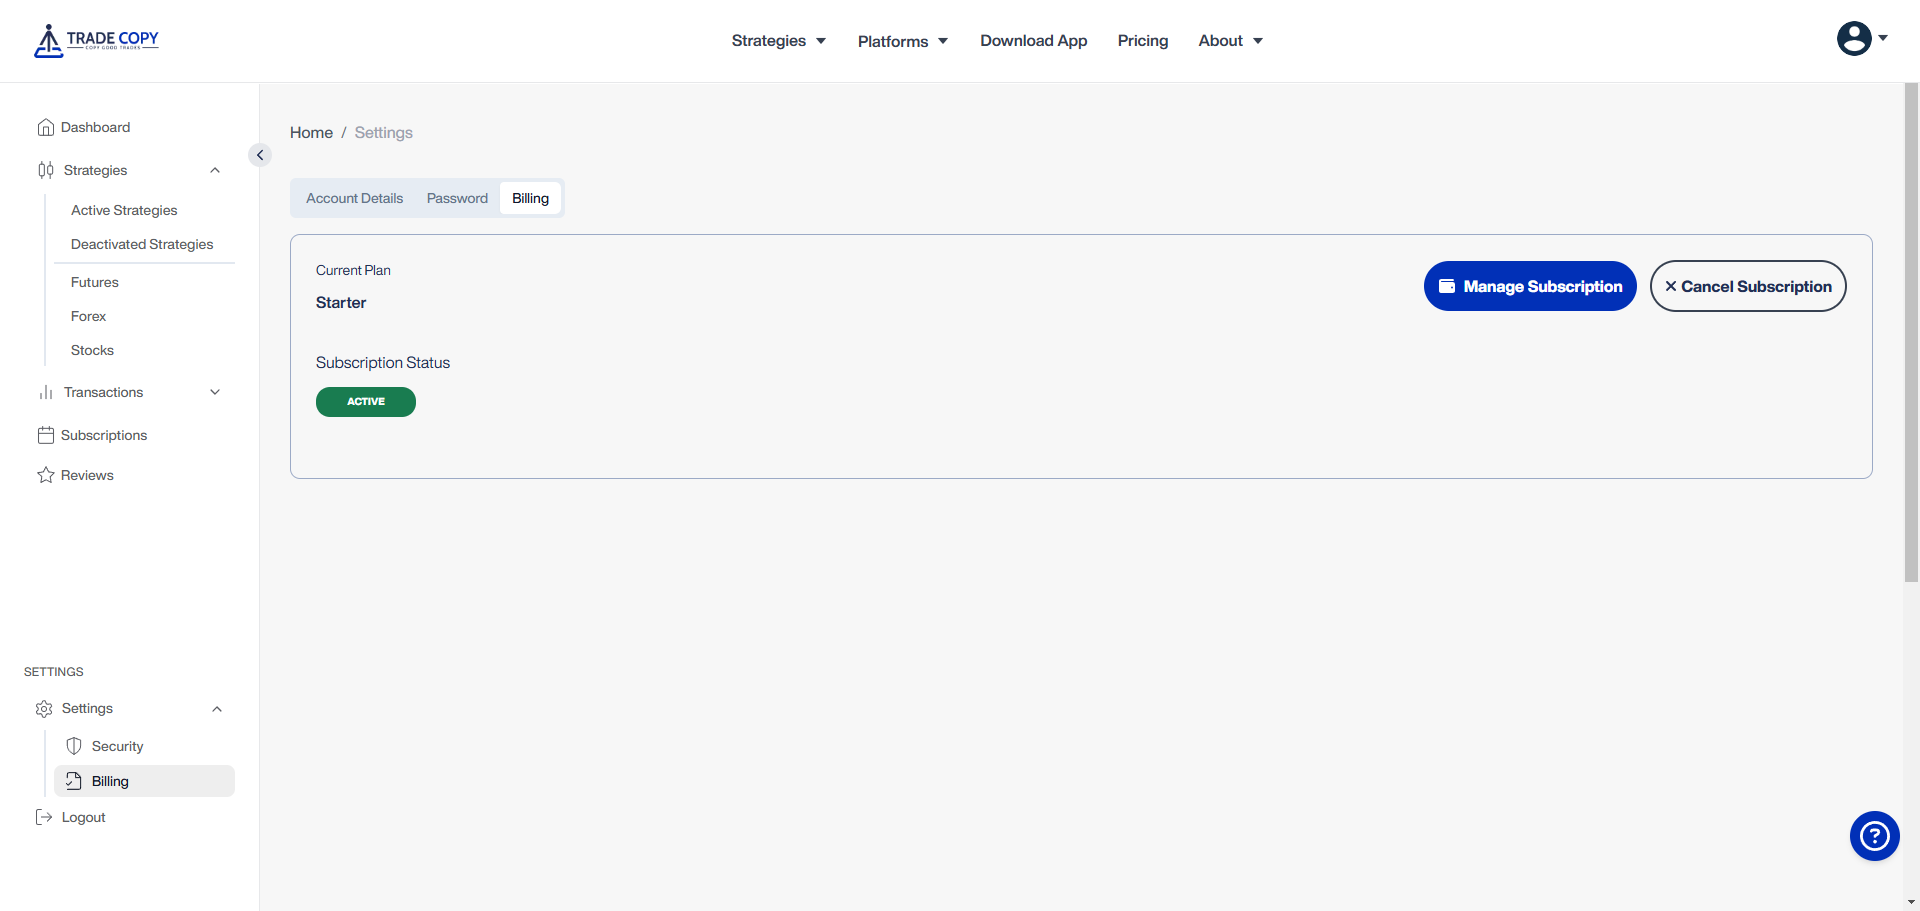 TRADE COPY
COPY GOOD TRADES
Strategies
Platforms
Download App
Pricing
About
Dashboard
Strategies
Active Strategies
Deactivated Strategies
Futures
Forex
Stocks
Transactions
Subscriptions
Reviews
SETTINGS
Settings
Security
Billing
Logout
Home / Settings
Account Details
Password
Billing
Current Plan
Starter
Manage Subscription
Cancel Subscription
Subscription Status
ACTIVE